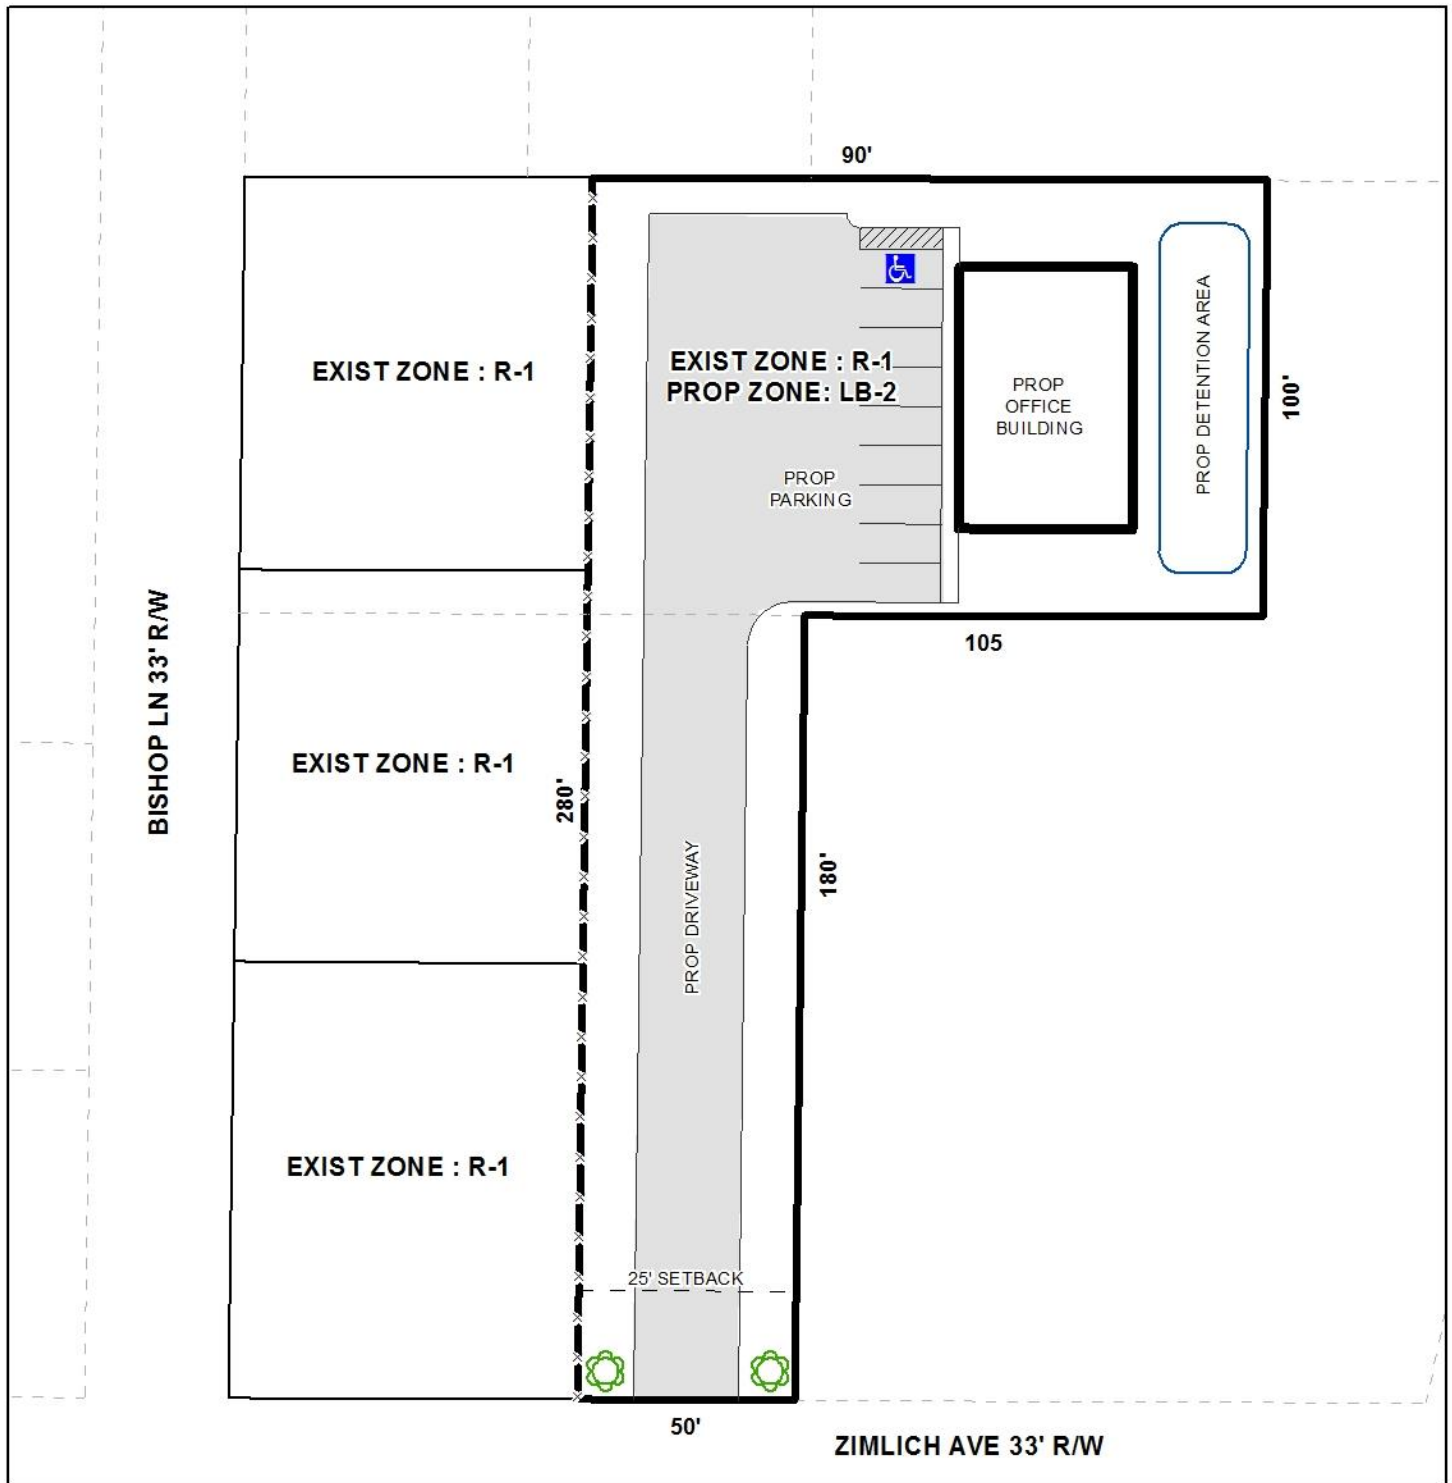 90'
EXIST ZONE : R-1
EXIST ZONE : R-1
PROP ZONE: LB-2
PROP
OFFICE
BUILDING
PROP DETENTION AREA
100'
PROP
PARKING
105
BISHOP LN 33' R/W
EXIST ZONE : R-1
280'
180'
PROP DRIVEWAY
EXIST ZONE : R-1
25' SETBACK
50'
ZIMLICH AVE 33' R/W